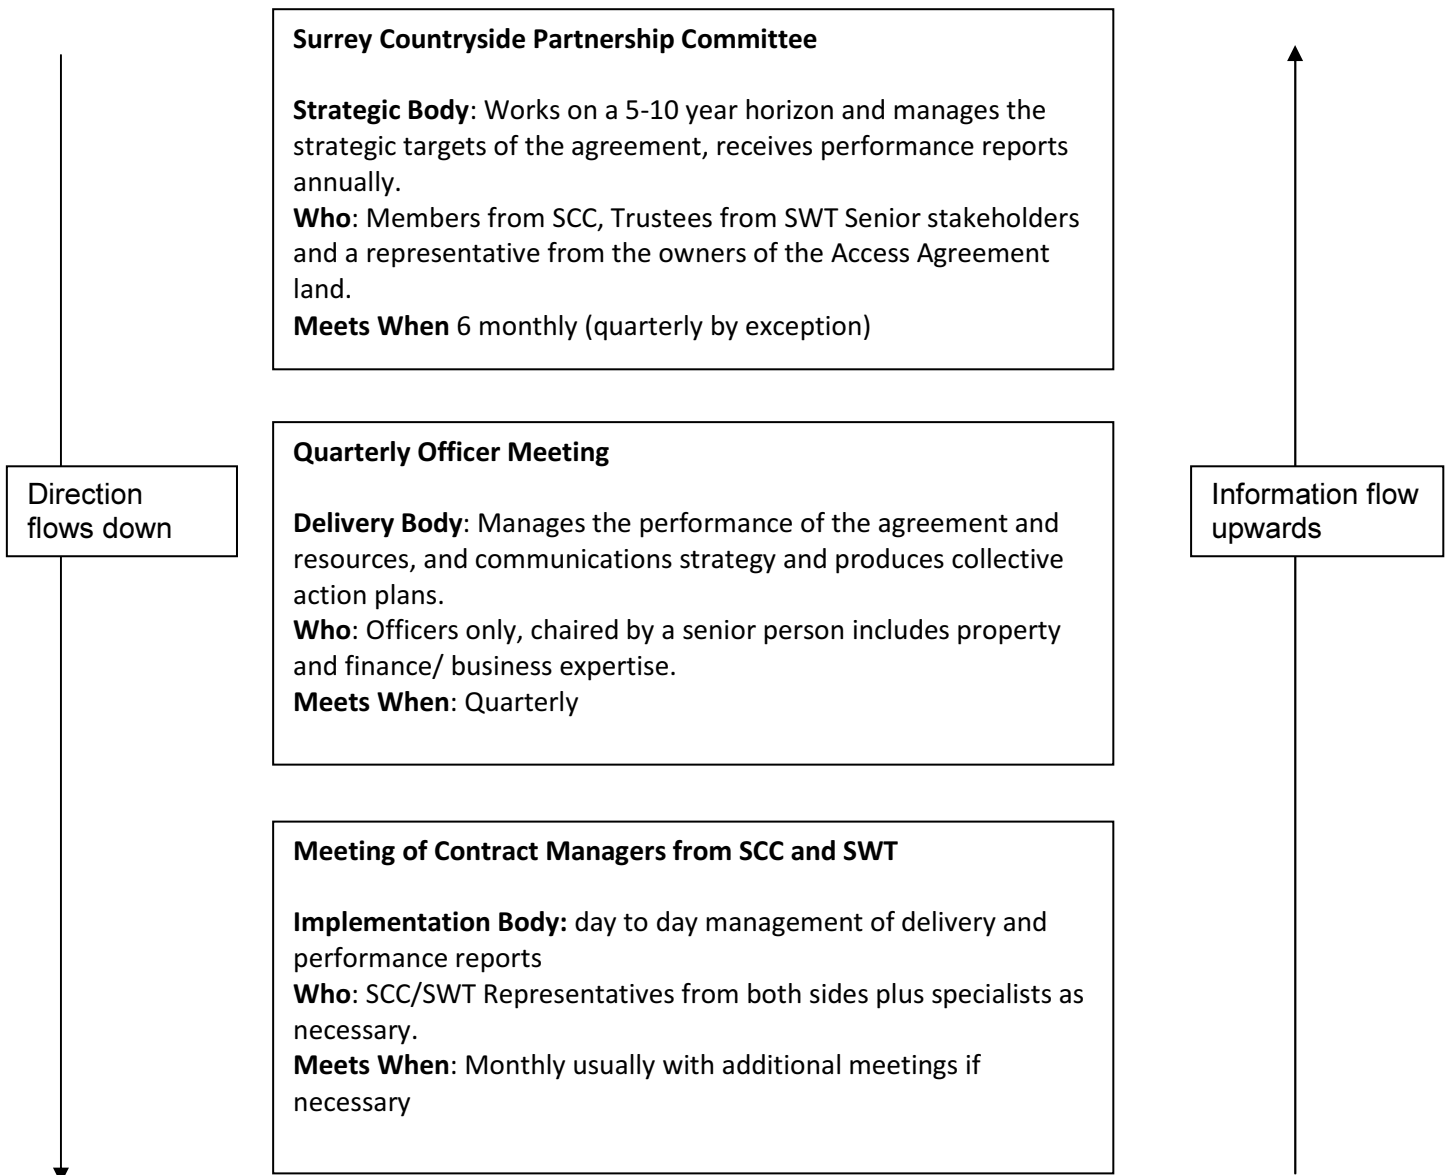 Surrey Countryside Partnership Committee
Strategic Body: Works on a 5-10 year horizon and manages the
strategic targets of the agreement, receives performance reports
annually.
Who: Members from SCC, Trustees from SWT Senior stakeholders
and a representative from the owners of the Access Agreement
land.
Meets When 6 monthly (quarterly by exception)
Direction
flows down
Quarterly Officer Meeting
Delivery Body: Manages the performance of the agreement and
resources, and communications strategy and produces collective
action plans.
Who: Officers only, chaired by a senior person includes property
and finance/ business expertise.
Meets When: Quarterly
Information flow
upwards
Meeting of Contract Managers from SCC and SWT
Implementation Body: day to day management of delivery and
performance reports
Who: SCC/SWT Representatives from both sides plus specialists as
necessary.
Meets When: Monthly usually with additional meetings if
necessary